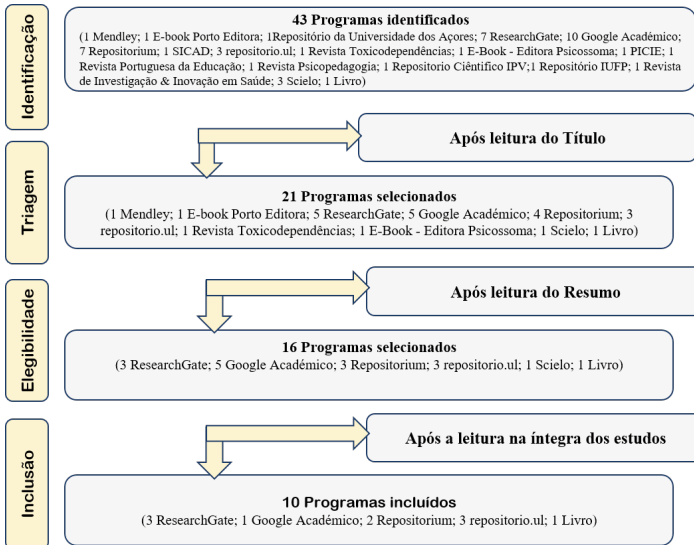 Identificação
43 Programas identificados
(1 Mendley; 1 E-book Porto Editora; 1Repositório da Universidade dos Açores; 7 ResearchGate; 10 Google Académico;
7 Repositorium; 1 SICAD; 3 repositorio.ul; 1 Revista Toxicodependências; 1 E-Book - Editora Psicossoma; 1 PICIE; 1
Revista Portuguesa da Educação; 1 Revista Psicopedagogia; 1 Repositorio Ciêntifico IPV;1 Repositório IUFP; 1 Revista
de Investigação & Inovação em Saúde; 3 Scielo; 1 Livro)
Após leitura do Título
Triagem
21 Programas selecionados
(1 Mendley; 1 E-book Porto Editora; 5 ResearchGate; 5 Google Académico; 4 Repositorium; 3
repositorio.ul; 1 Revista Toxicodependências; 1 E-Book - Editora Psicossoma; 1 Scielo; 1 Livro)
Após leitura do Resumo
Elegibilidade
16 Programas selecionados
(3 ResearchGate; 5 Google Académico; 3 Repositorium; 3 repositorio.ul; 1 Scielo; 1 Livro)
Após a leitura na íntegra dos estudos
Inclusão
10 Programas incluídos
(3 ResearchGate; 1 Google Académico; 2 Repositorium; 3 repositorio.ul; 1 Livro)